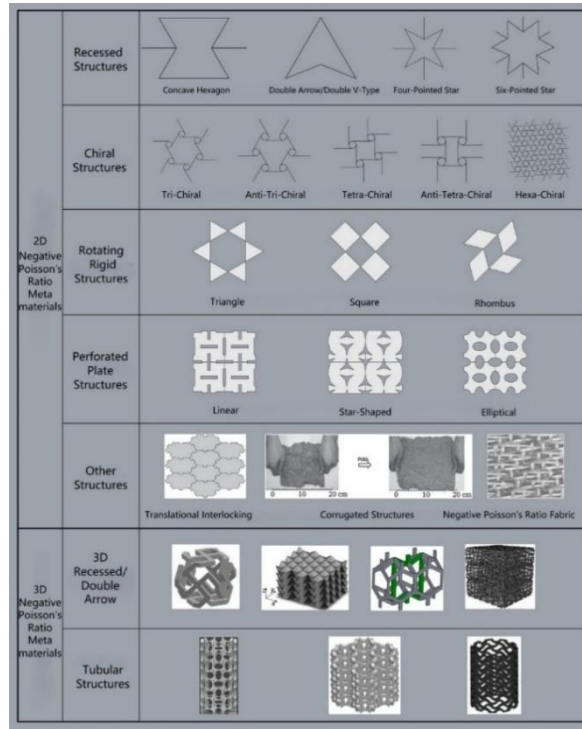 2D
Negative
Poisson's
Ratio
Meta
materials
Recessed
Structures
Concave Hexagon
Double Arrow/Double V-Type
Four-Pointed Star
Six-Pointed Star
Chiral
Structures
Tri-Chiral
Anti-Tri-Chiral
Tetra-Chiral
Anti-Tetra-Chiral
Hexa-Chiral
Rotating
Rigid
Structures
Triangle
Square
Rhombus
Perforated
Plate
Structures
Linear
Star-Shaped
Elliptical
Other
Structures
PULL
0 10 20 cm
0 10 20 cm
Translational Interlocking
Corrugated Structures
Negative Poisson's Ratio Fabric
3D
Negative
Poisson's
Ratio
Meta
materials
3D
Recessed/
Double
Arrow
Tubular
Structures